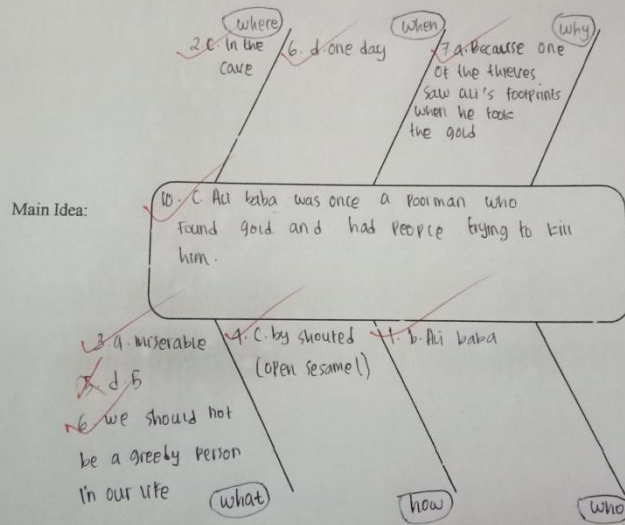 where
when
why
2. c. In the
cave
6. d. one day
7 a. Because one
of the thieves
saw ali's footprints
when he took
the gold
Main Idea:
10. C. Ali baba was once a poor man who
found gold and had people trying to kill
him.
3. a. miserable
5. d. 5
6. we should not
be a greeby person
in our life
4. C. by shouted
(open sesame!)
1. b. Ali baba
what
how
who